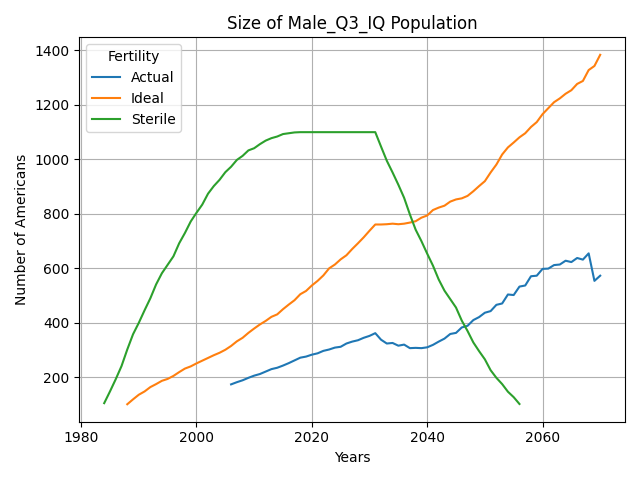 Size of Male_Q3_IQ Population
Fertility
Actual
Ideal
Sterile
Number of Americans
1400
1200
1000
800
600
400
200
1980
2000
2020
2040
2060
Years